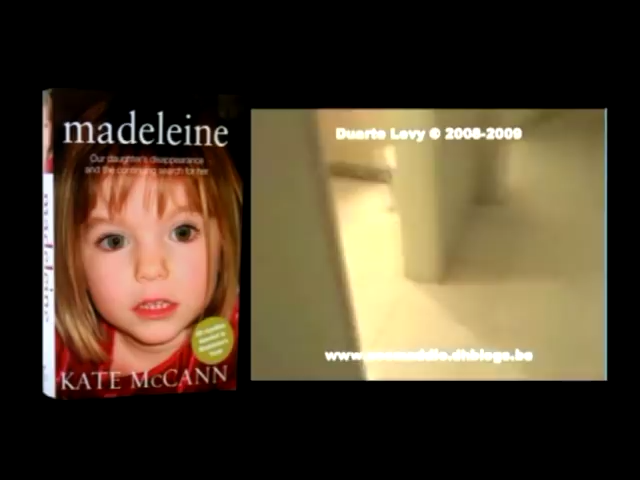 madeleine
Our daughter's disappearance
and the continuing search for her
KATE McCANN
madeleine
Duarte Levy © 2008-2009